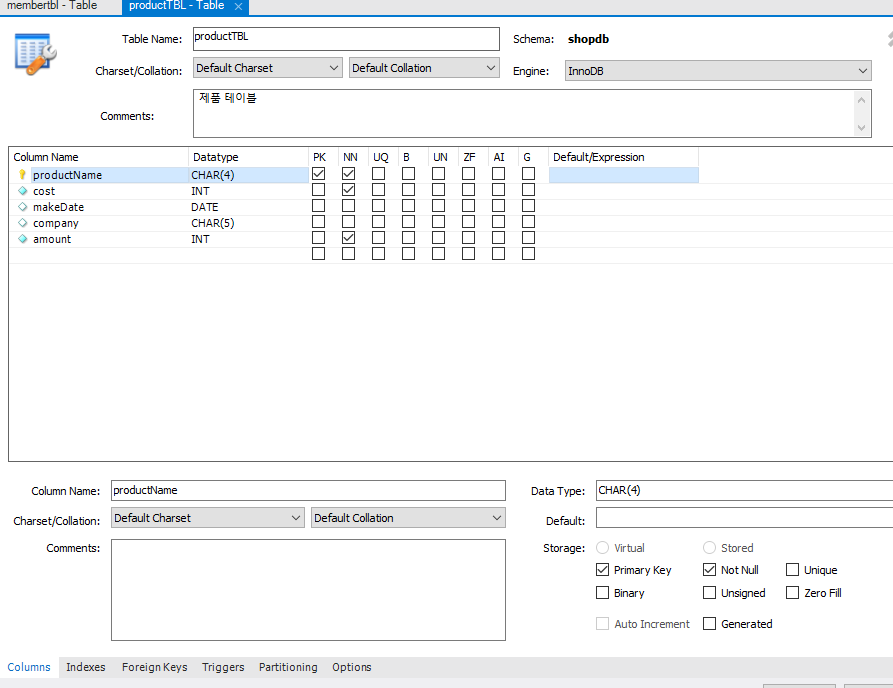 membertbl - Table productTBL - Table
Table Name: productTBL Schema: shopdb
Charset/Collation: Default Charset Default Collation Engine: InnoDB
Comments: 제품 테이블
Column Name Datatype PK NN UQ B UN ZF AI G Default/Expression
productName CHAR(4)
cost INT
makeDate DATE
company CHAR(5)
amount INT
Column Name: productName Data Type: CHAR(4)
Charset/Collation: Default Charset Default Collation Default:
Comments: Storage: Virtual Stored
Primary Key Not Null Unique
Binary Unsigned Zero Fill
Auto Increment Generated
Columns Indexes Foreign Keys Triggers Partitioning Options